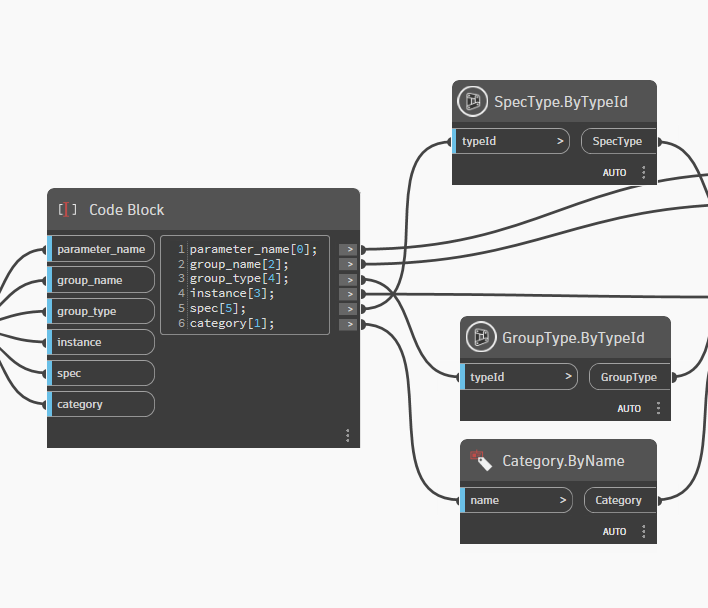 SpecType.ByTypeId
typeId > SpecType
AUTO
[ ] Code Block
parameter_name
group_name
group_type
instance
spec
category
1 parameter_name[0]; >
2 group_name[2]; >
3 group_type[4]; >
4 instance[3]; >
5 spec[5]; >
6 category[1]; >
GroupType.ByTypeId
typeId > GroupType
AUTO
Category.ByName
name > Category
AUTO